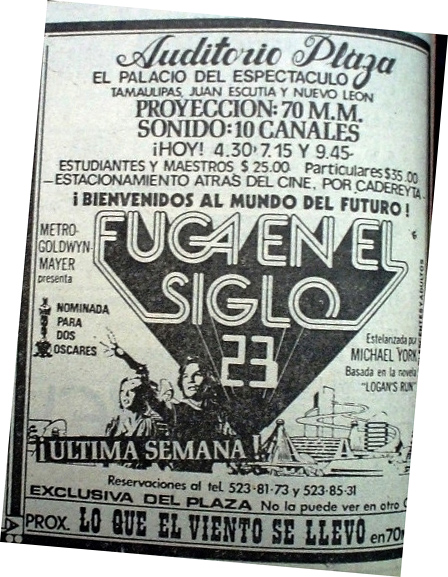 Auditorio Plaza
EL PALACIO DEL ESPECTACULO
TAMAULIPAS, JUAN ESCUTIA Y NUEVO LEON
PROYECCION: 70 M.M.
SONIDO: 10 CANALES
¡HOY! 4.30, 7.15 Y 9.45-
ESTUDIANTES Y MAESTROS $ 25.00 Particulares $35.00
-ESTACIONAMIENTO ATRAS DEL CINE, POR CADEREYTA-
¡BIENVENIDOS AL MUNDO DEL FUTURO!
METRO-
GOLDWYN-
MAYER
presenta
FUGA EN EL
SIGLO
23
NOMINADA
PARA
DOS
OSCARES
Estelarizada por
MICHAEL YORK
Basada en la novela
"LOGAN'S RUN"
¡ULTIMA SEMANA!
Reservaciones al tel. 523-81-73 y 523-85-31
EXCLUSIVA DEL PLAZA No la puede ver en otro
PROX. LO QUE EL VIENTO SE LLEVO en 70